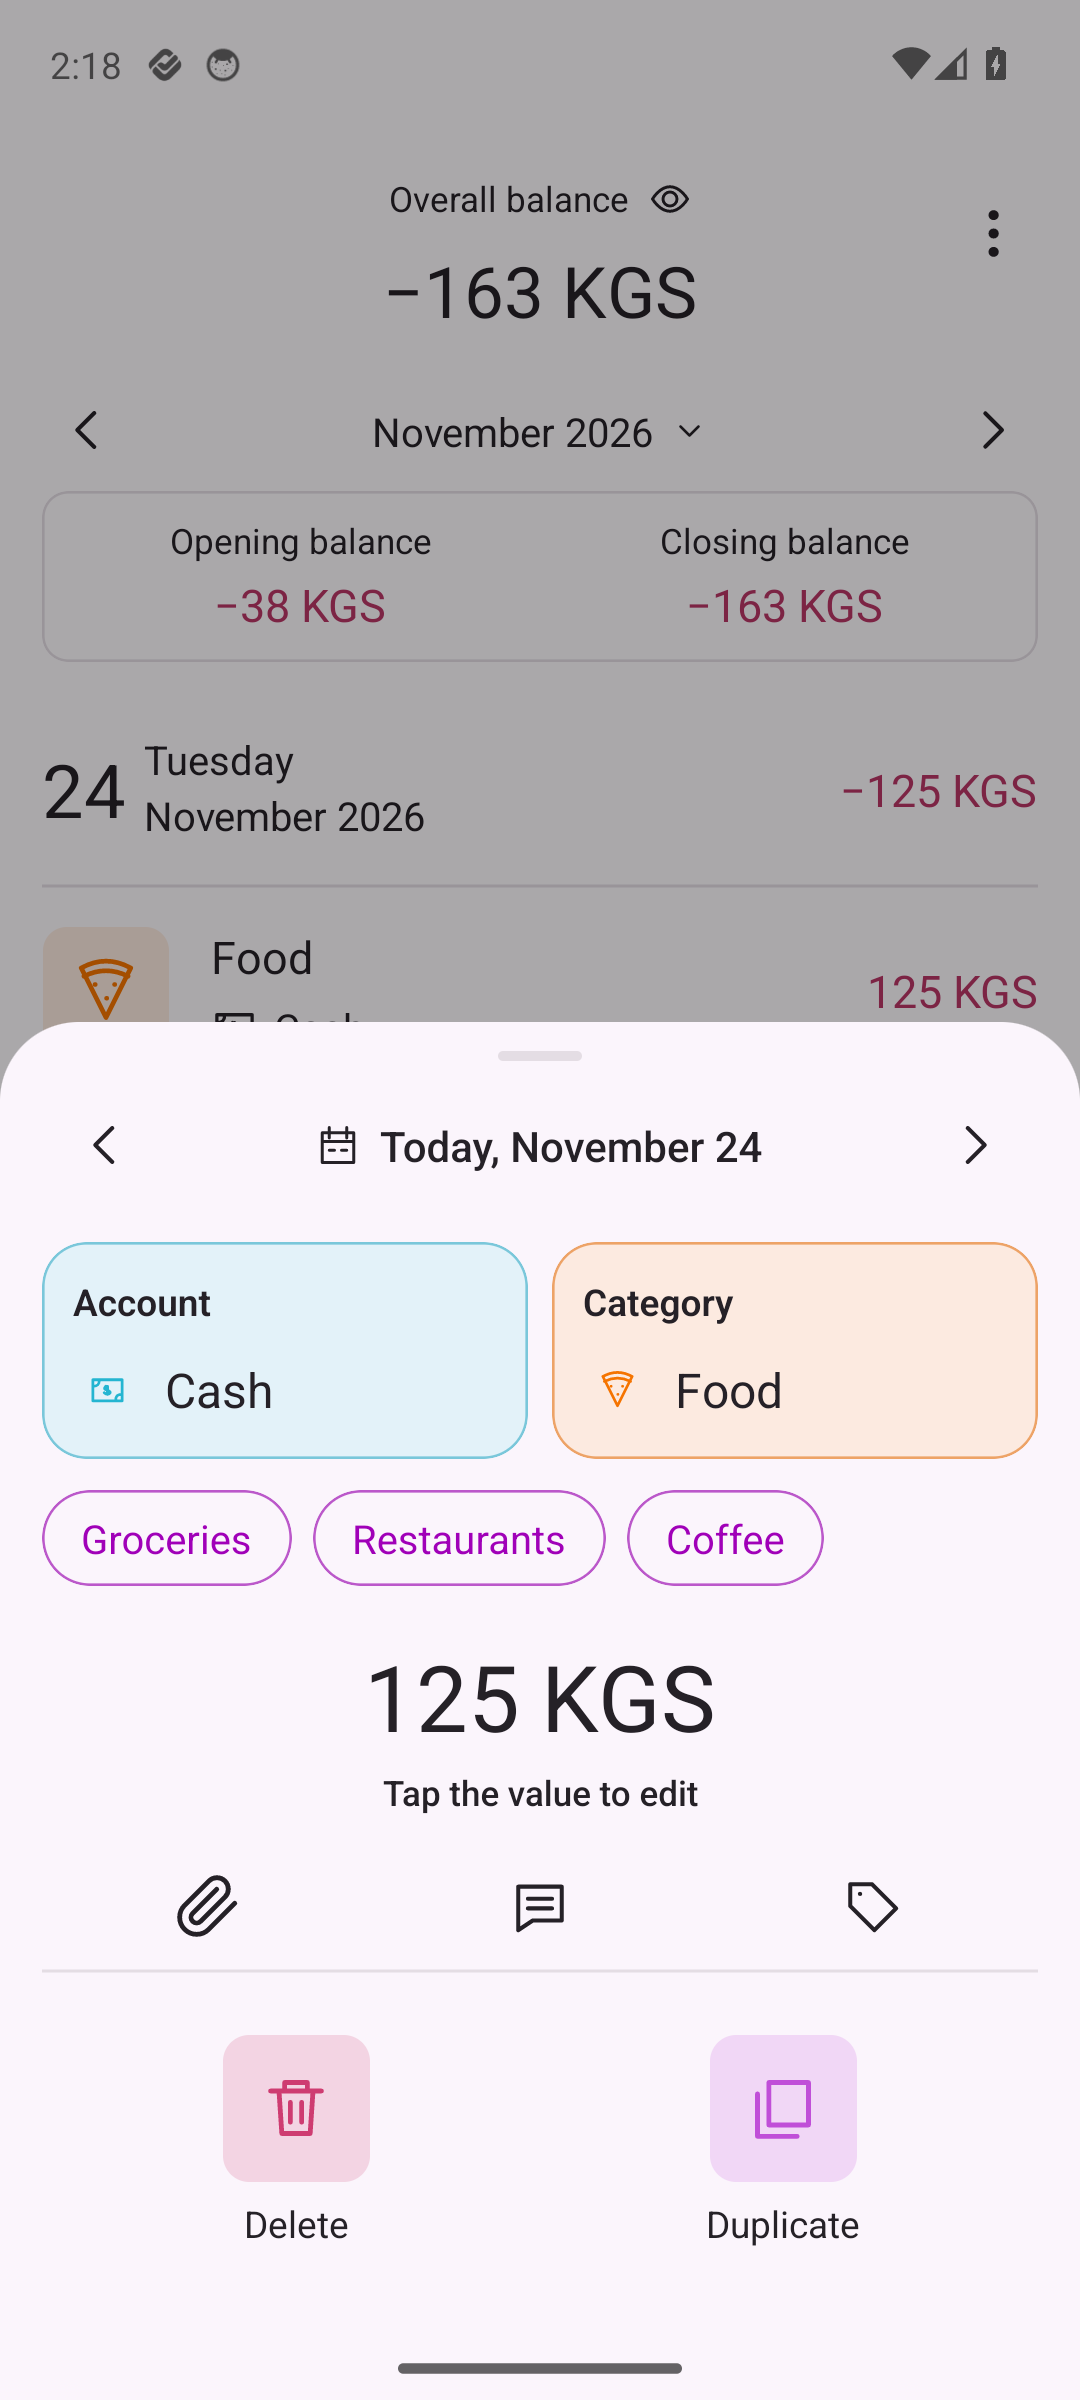 2:18
Overall balance
−163 KGS
November 2026
Opening balance
Closing balance
−38 KGS
−163 KGS
24
Tuesday
November 2026
−125 KGS
Food
125 KGS
Cash
Today, November 24
Account
Category
Cash
Food
Groceries
Restaurants
Coffee
125 KGS
Tap the value to edit
Delete
Duplicate